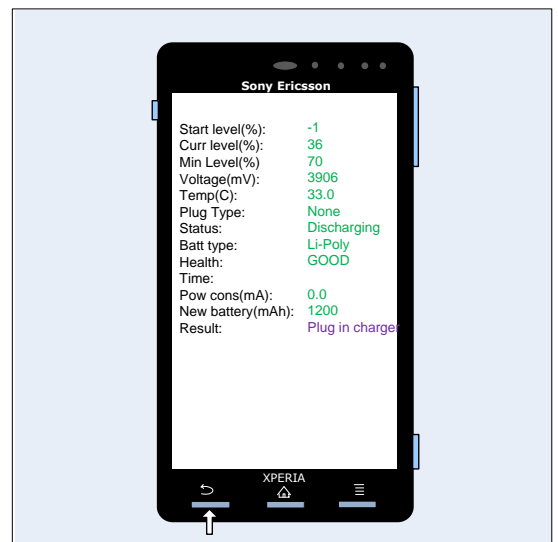 Sony Ericsson
Start level(%): -1
Curr level(%): 36
Min Level(%) 70
Voltage(mV): 3906
Temp(C): 33.0
Plug Type: None
Status: Discharging
Batt type: Li-Poly
Health: GOOD
Time:
Pow cons(mA): 0.0
New battery(mAh): 1200
Result: Plug in charger
XPERIA